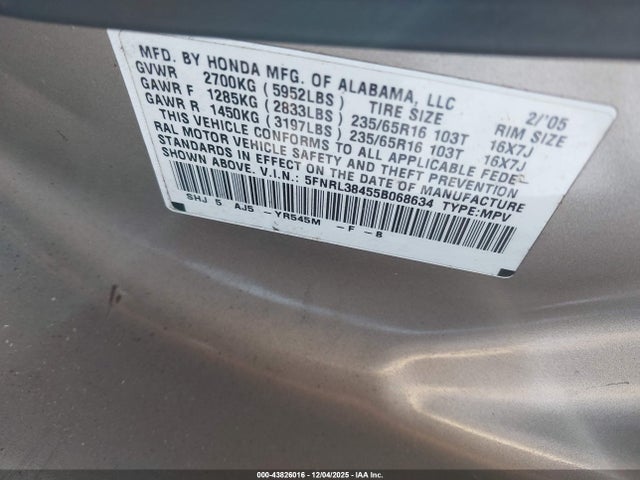 MFD. BY HONDA MFG. OF ALABAMA, LLC 2/'05
GVWR 2700KG (5952LBS) TIRE SIZE RIM SIZE
GAWR F 1285KG (2833LBS) 235/65R16 103T 16X7J
GAWR R 1450KG (3197LBS) 235/65R16 103T 16X7J
THIS VEHICLE CONFORMS TO ALL APPLICABLE FEDE-
RAL MOTOR VEHICLE SAFETY AND THEFT PREVENTION
STANDARDS IN EFFECT ON THE DATE OF MANUFACTURE
SHOWN ABOVE. V.I.N.: 5FNRL38455B068634 TYPE:MPV
SHJ 5 AJ5 -YR545M -F -B
000-43826016 - 12/04/2025 - IAA Inc.